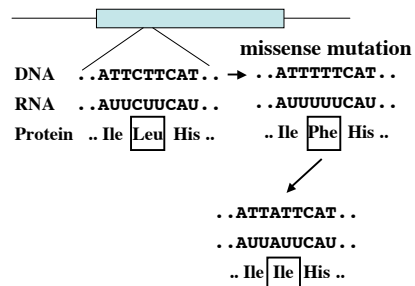 missense mutation
DNA ..ATTCTTCAT.. ..ATTTTTCAT..
RNA ..AUUCUUCAU.. ..AUUUUUCAU..
Protein .. Ile Leu His .. .. Ile Phe His ..
..ATTATTCAT..
..AUUAUUCAU..
.. Ile Ile His ..